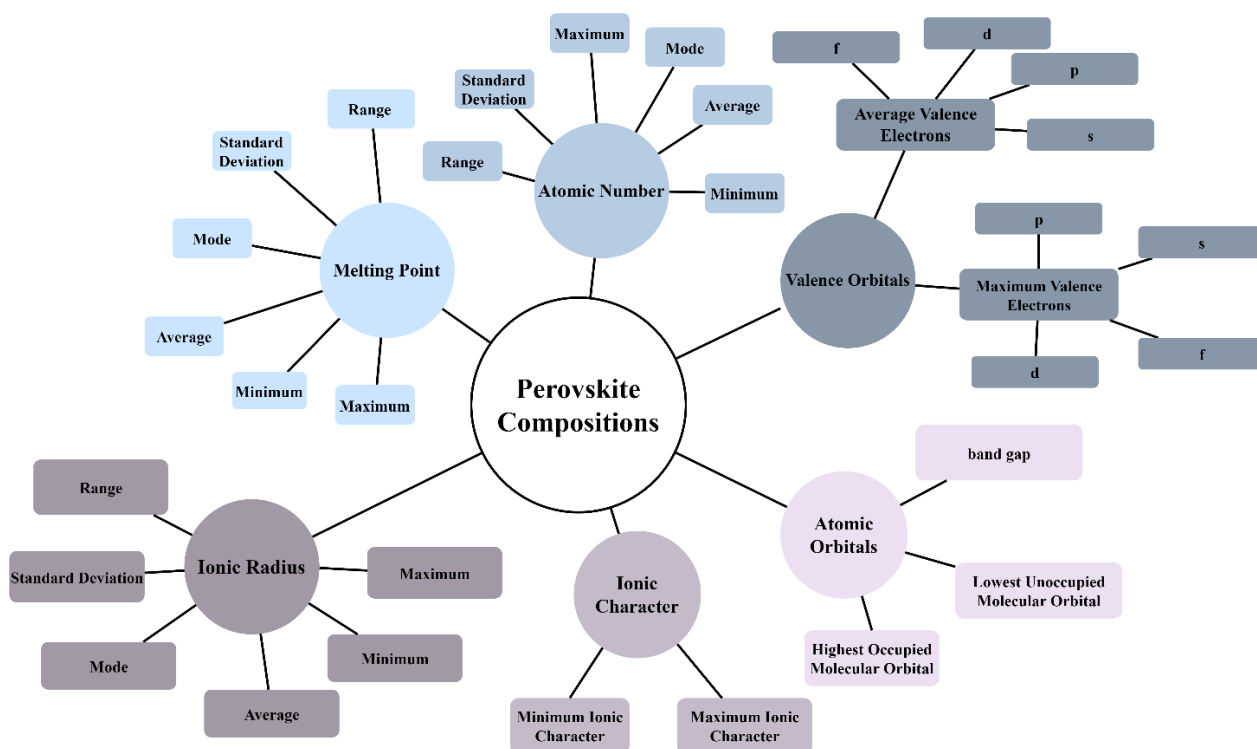 Maximum
Mode
Standard
Deviation
Average
Range
Minimum
Atomic Number
f
d
p
s
Average Valence
Electrons
Valence Orbitals
p
s
Maximum Valence
Electrons
d
f
Range
Standard
Deviation
Mode
Melting Point
Average
Minimum
Maximum
Perovskite
Compositions
band gap
Atomic
Orbitals
Lowest Unoccupied
Molecular Orbital
Highest Occupied
Molecular Orbital
Range
Standard Deviation
Ionic Radius
Maximum
Mode
Minimum
Average
Ionic
Character
Minimum Ionic
Character
Maximum Ionic
Character